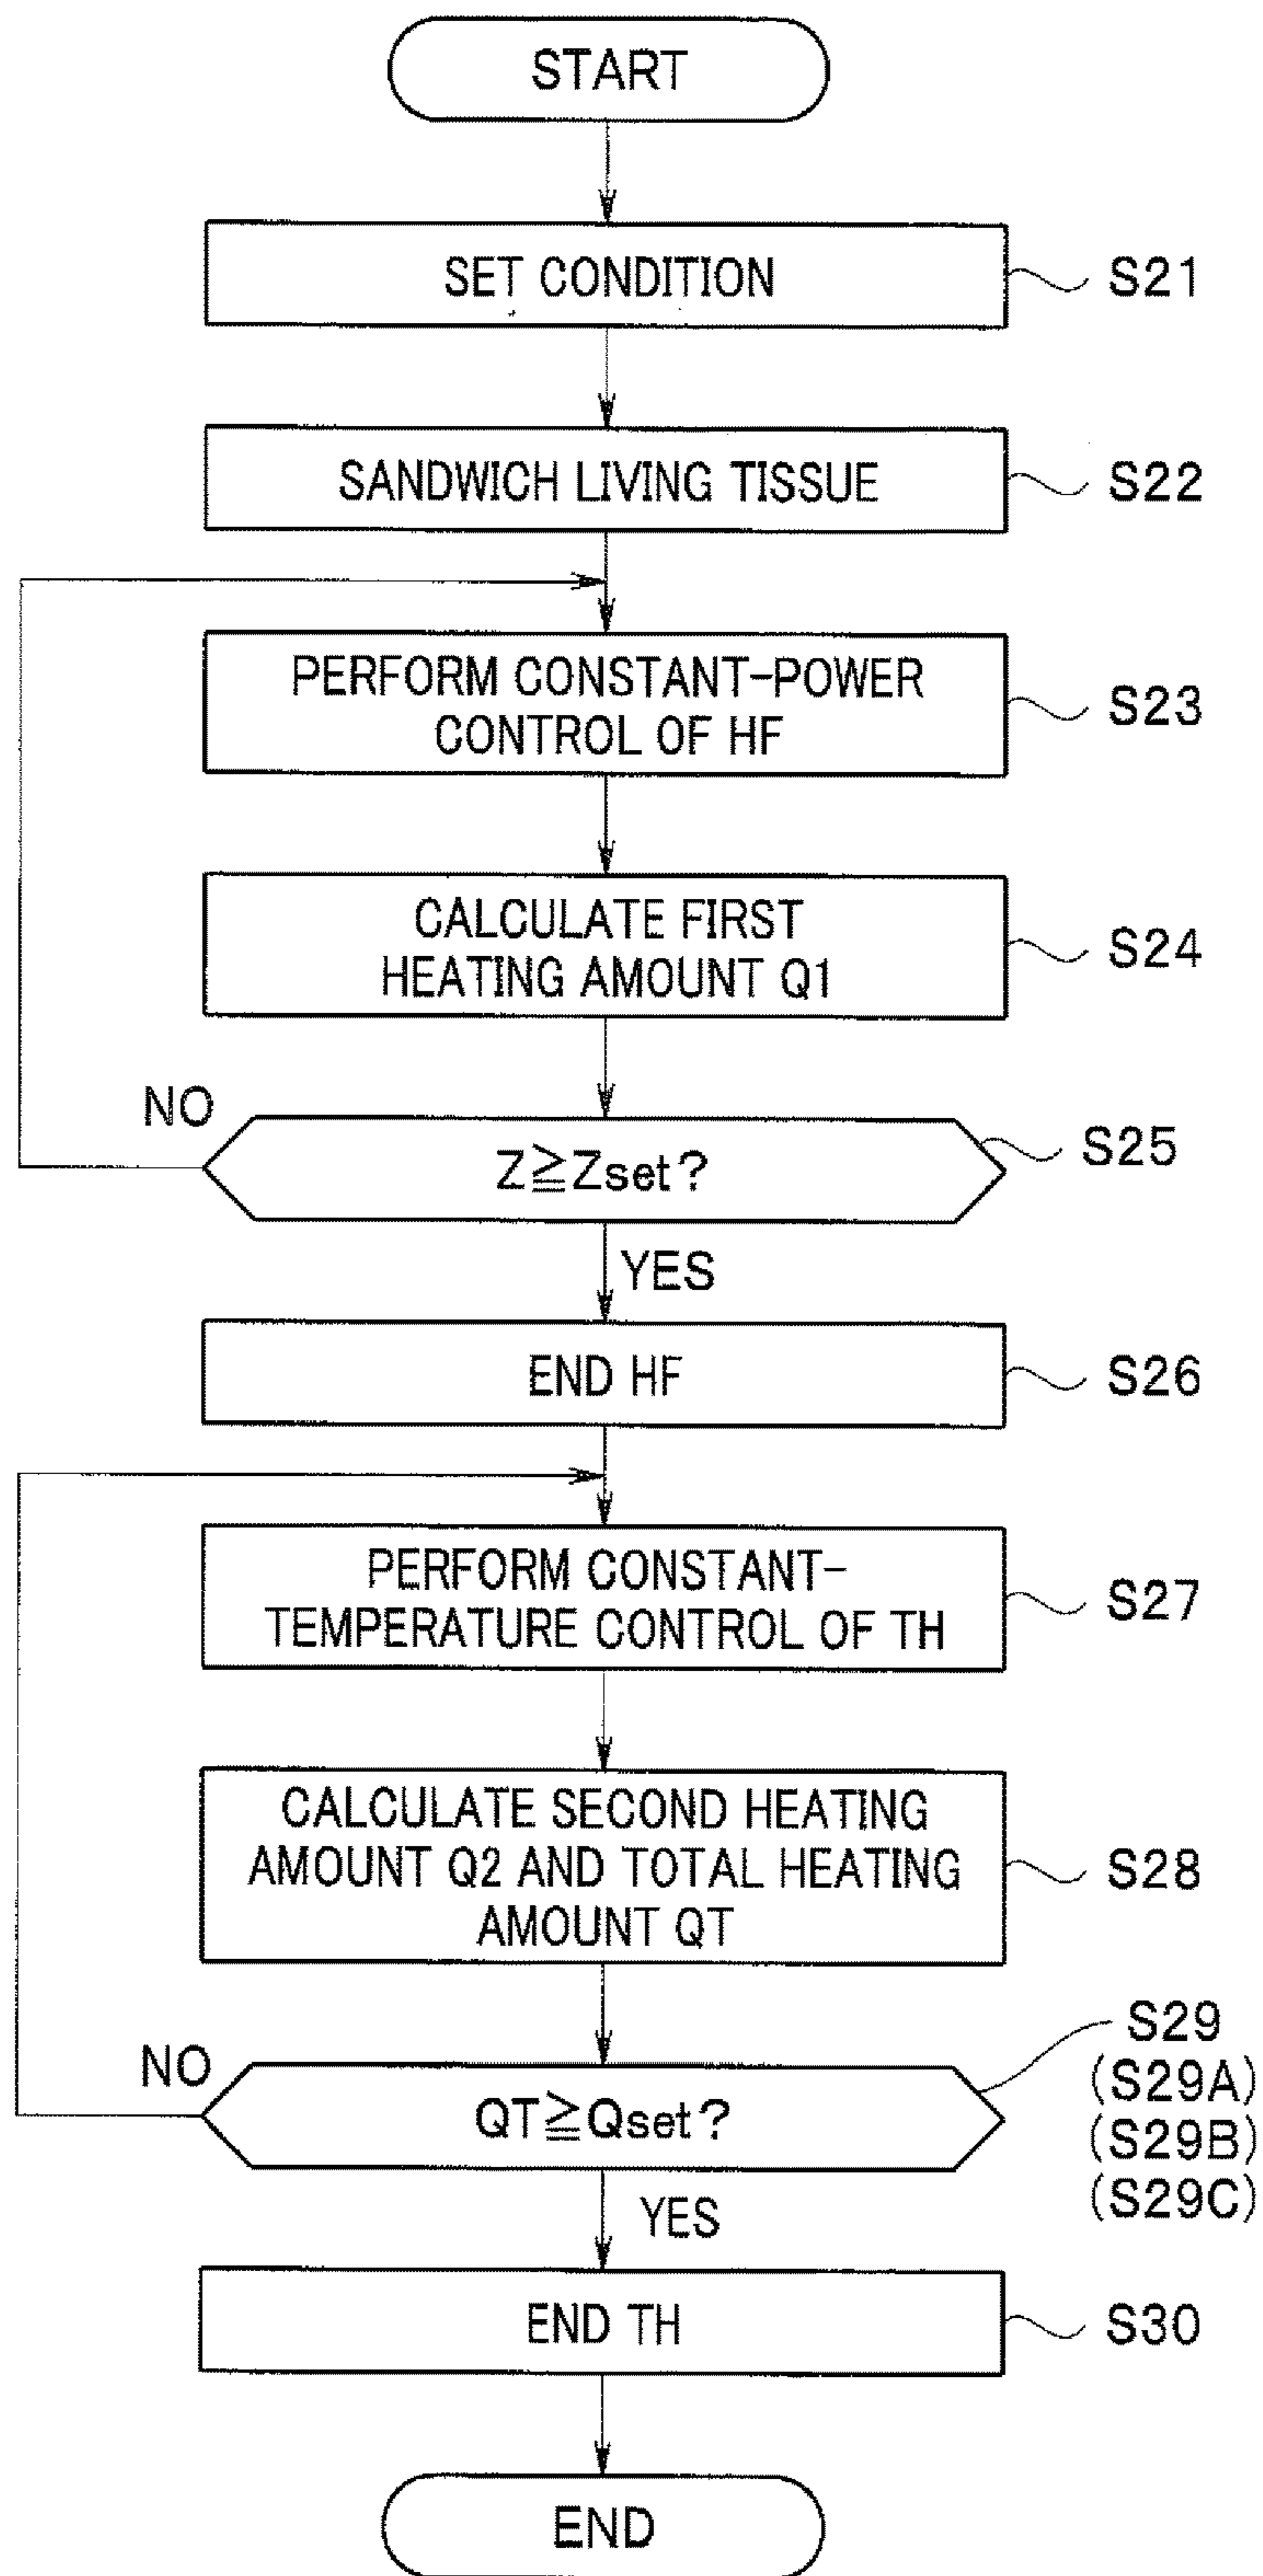 START
SET CONDITION
S21
SANDWICH LIVING TISSUE
S22
PERFORM CONSTANT-POWER
CONTROL OF HF
S23
CALCULATE FIRST
HEATING AMOUNT Q1
S24
NO
Z≧Zset?
S25
YES
END HF
S26
PERFORM CONSTANT-
TEMPERATURE CONTROL OF TH
S27
CALCULATE SECOND HEATING
AMOUNT Q2 AND TOTAL HEATING
AMOUNT QT
S28
NO
QT≧Qset?
S29
(S29A)
(S29B)
(S29C)
YES
END TH
S30
END